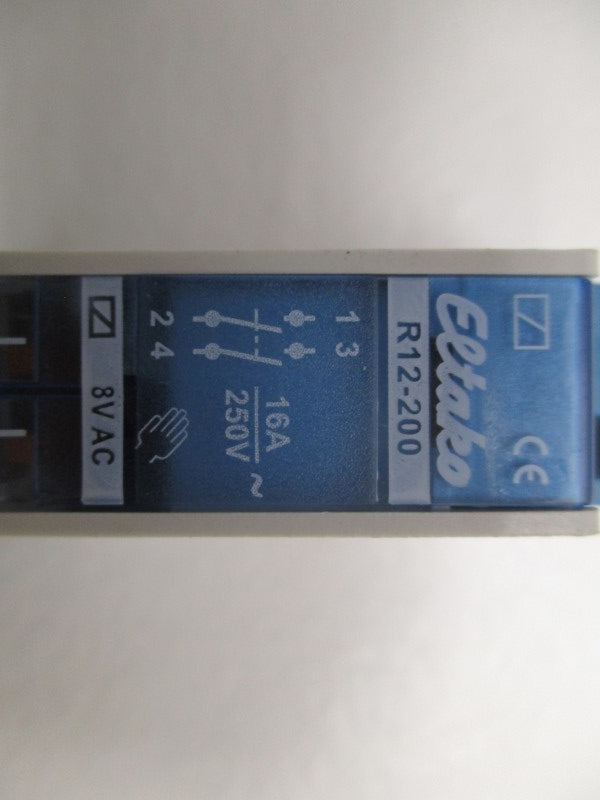 CE
Eltako
R12-200
1 3
2 4
16A
250V ~
8V AC